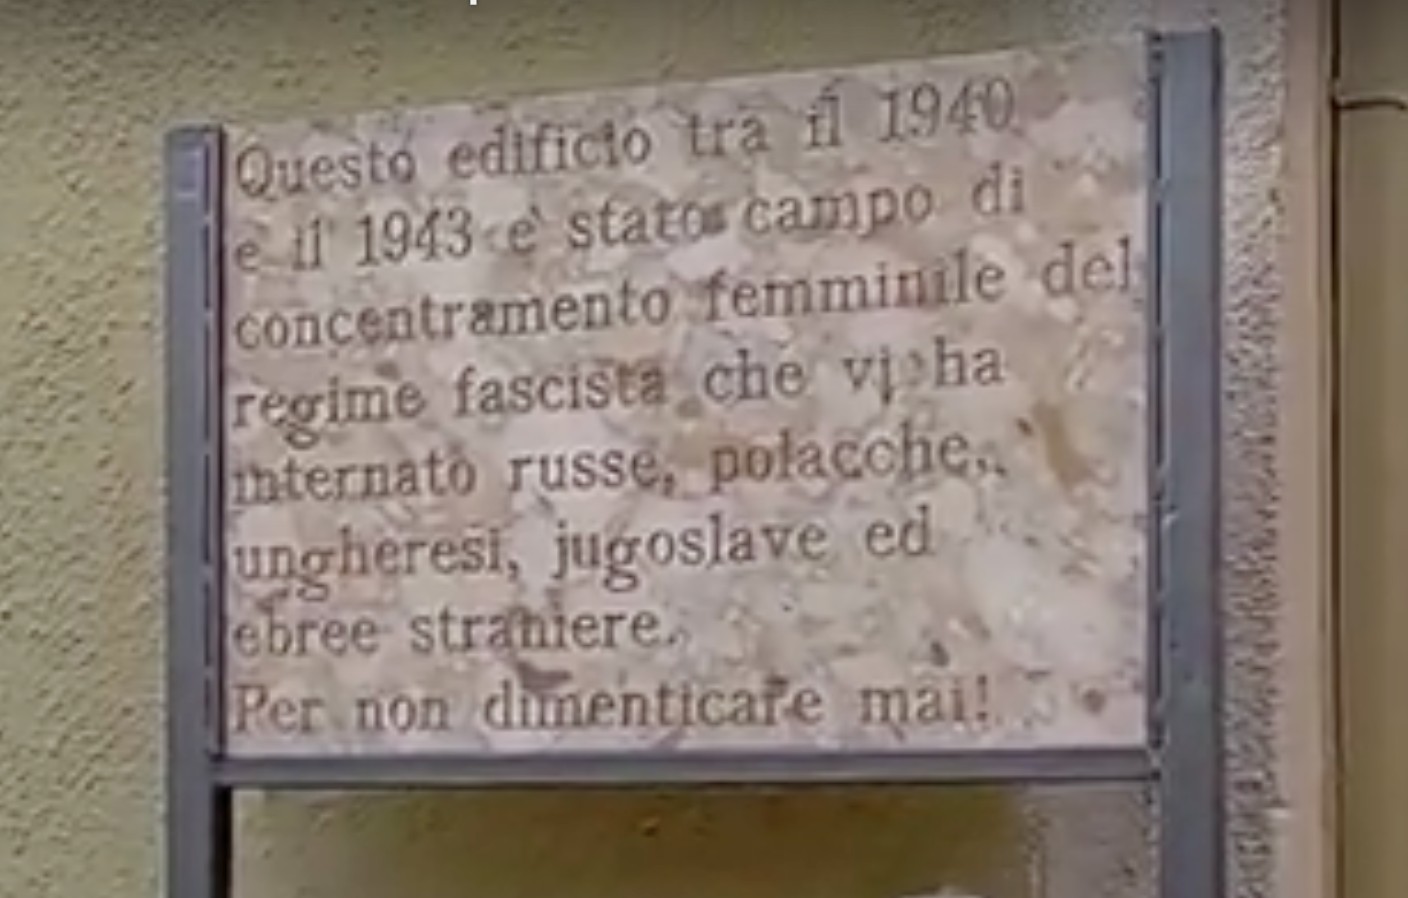 Questo edificio tra il 1940
e il 1943 e' stato campo di
concentramento femminile del
regime fascista che vi ha
internato russe, polacche,
ungheresi, jugoslave ed
ebree straniere.
Per non dimenticare mai!